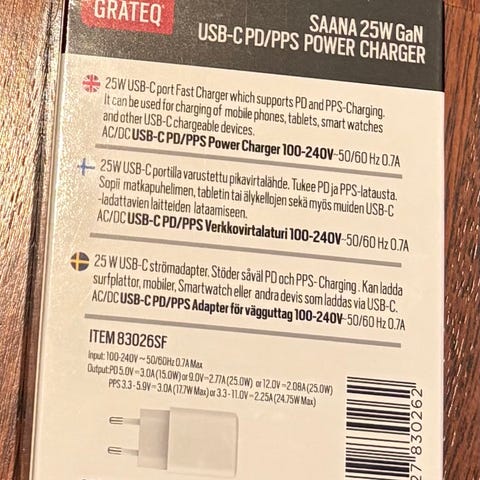 GRATEQ
SAANA 25W GaN
USB-C PD/PPS POWER CHARGER
25W USB-C port Fast Charger which supports PD and PPS-Charging.
It can be used for charging of mobile phones, tablets, smart watches
and other USB-C chargeable devices.
AC/DC USB-C PD/PPS Power Charger 100-240V~50/60 Hz 0.7A
25W USB-C portilla varustettu pikavirtalähde. Tukee PD ja PPS-latausta.
Sopii matkapuhelimen, tabletin tai älykellojen sekä myös muiden USB-C
-ladattavien laitteiden lataamiseen.
AC/DC USB-C PD/PPS Verkkovirtalaturi 100-240V~50/60 Hz 0.7A
25 W USB-C strömadapter. Stöder såväl PD och PPS- Charging. Kan ladda
surfplattor, mobiler, Smartwatch eller andra devis som laddas via USB-C.
AC/DC USB-C PD/PPS Adapter för vägguttag 100-240V~50/60 Hz 0.7A
ITEM 83026SF
Input: 100-240V ~ 50/60Hz 0.7A Max
Output:PD 5.0V⎓3.0A (15.0W) or 9.0V⎓2.77A (25.0W) or 12.0V⎓2.08A (25.0W)
PPS 3.3 - 5.9V⎓3.0A (17.7W Max) or 3.3 - 11.0V⎓2.25A (24.75W Max)
27 830262